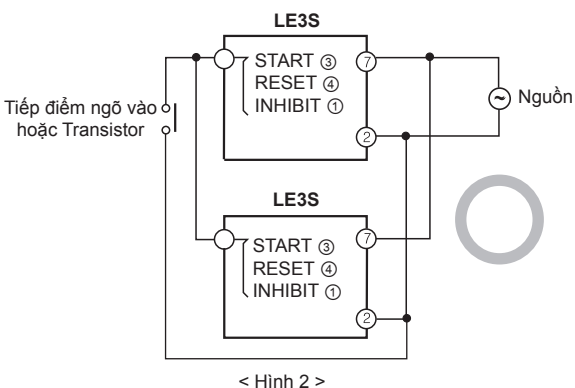 LE3S
START ③
RESET ④
INHIBIT ①
⑦
②
Tiếp điểm ngõ vào
hoặc Transistor
Nguồn
LE3S
START ③
RESET ④
INHIBIT ①
⑦
②
< Hình 2 >